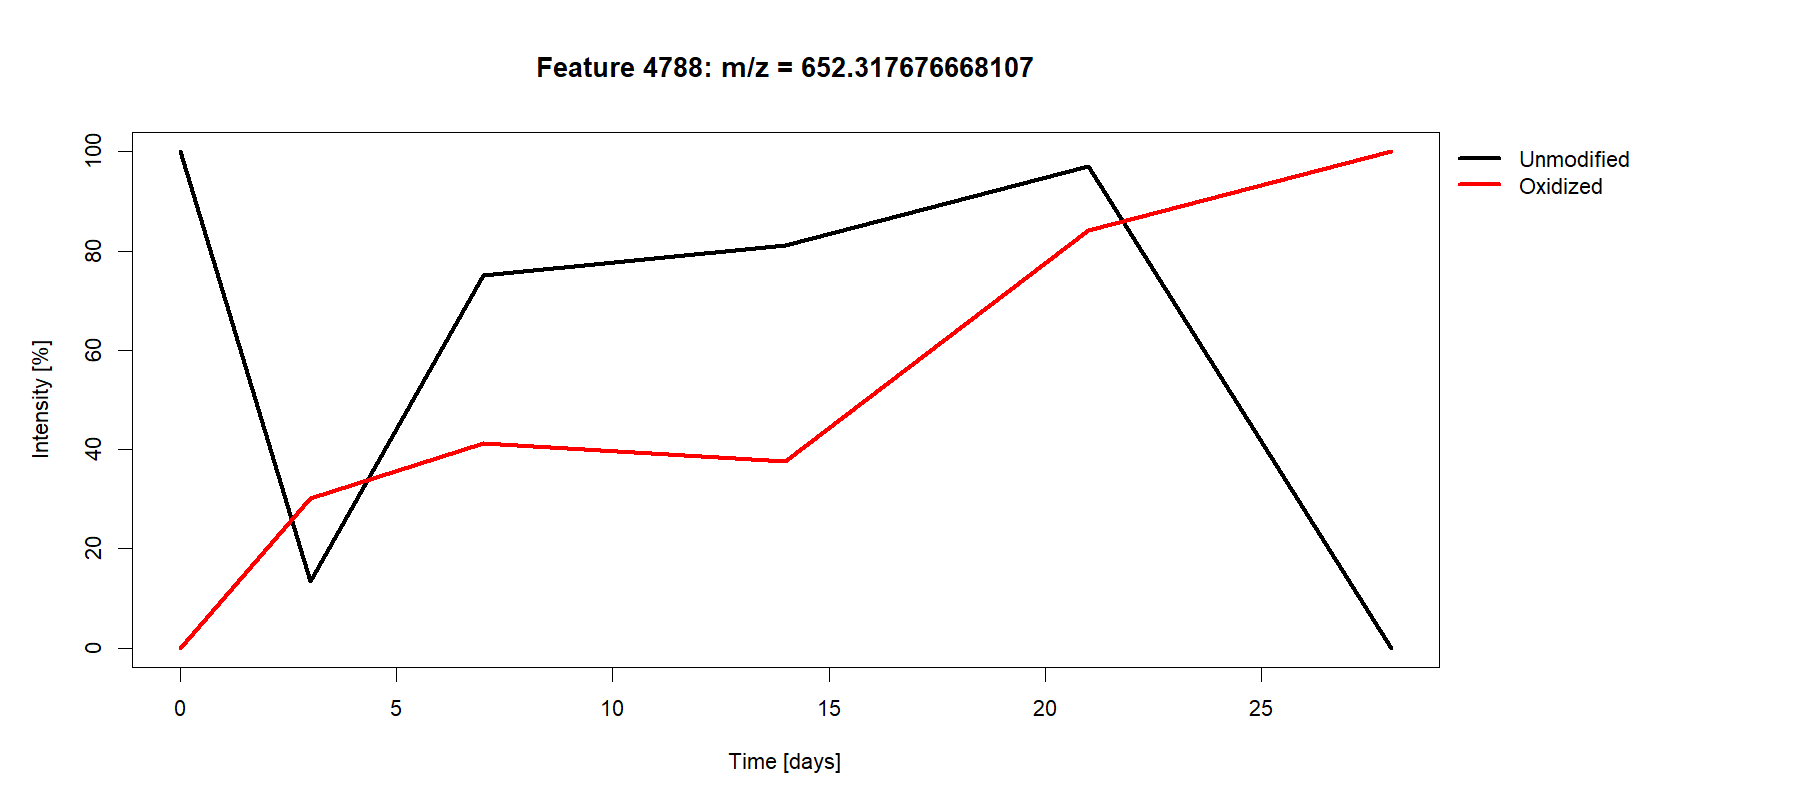 Feature 4788: m/z = 652.317676668107
Unmodified
Oxidized
Intensity [%]
100
80
60
40
20
0
0 5 10 15 20 25
Time [days]